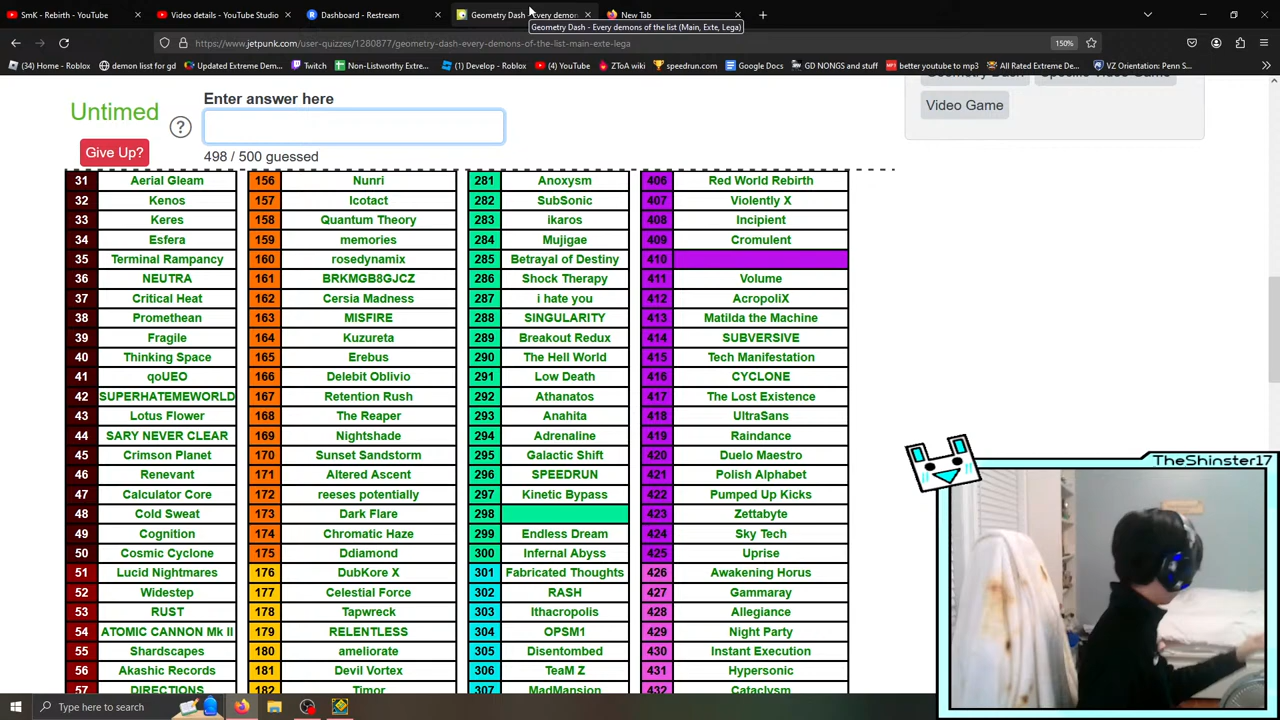 SmK - Rebirth - YouTube
Video details - YouTube Studio
Dashboard - Restream
Geometry Dash - Every demons
New Tab
Geometry Dash - Every demons of the list (Main, Exte, Lega)
https://www.jetpunk.com/user-quizzes/1280877/geometry-dash-every-demons-of-the-list-main-exte-lega
150%
(34) Home - Roblox
demon lisst for gd
Updated Extreme Dem...
Twitch
Non-Listworthy Extre...
(1) Develop - Roblox
(4) YouTube
ZToA wiki
speedrun.com
Google Docs
GD NONGS and stuff
better youtube to mp3
All Rated Extreme De...
VZ Orientation: Penn S...
Geometry Dash
Specific Video Game
Video Game
Untimed
Enter answer here
?
Give Up?
498 / 500 guessed
31 Aerial Gleam 156 Nunri 281 Anoxysm 406 Red World Rebirth
32 Kenos 157 Icotact 282 SubSonic 407 Violently X
33 Keres 158 Quantum Theory 283 ikaros 408 Incipient
34 Esfera 159 memories 284 Mujigae 409 Cromulent
35 Terminal Rampancy 160 rosedynamix 285 Betrayal of Destiny 410
36 NEUTRA 161 BRKMGB8GJCZ 286 Shock Therapy 411 Volume
37 Critical Heat 162 Cersia Madness 287 i hate you 412 AcropoliX
38 Promethean 163 MISFIRE 288 SINGULARITY 413 Matilda the Machine
39 Fragile 164 Kuzureta 289 Breakout Redux 414 SUBVERSIVE
40 Thinking Space 165 Erebus 290 The Hell World 415 Tech Manifestation
41 qoUEO 166 Delebit Oblivio 291 Low Death 416 CYCLONE
42 SUPERHATEMEWORLD 167 Retention Rush 292 Athanatos 417 The Lost Existence
43 Lotus Flower 168 The Reaper 293 Anahita 418 UltraSans
44 SARY NEVER CLEAR 169 Nightshade 294 Adrenaline 419 Raindance
45 Crimson Planet 170 Sunset Sandstorm 295 Galactic Shift 420 Duelo Maestro
46 Renevant 171 Altered Ascent 296 SPEEDRUN 421 Polish Alphabet
47 Calculator Core 172 reeses potentially 297 Kinetic Bypass 422 Pumped Up Kicks
48 Cold Sweat 173 Dark Flare 298 423 Zettabyte
49 Cognition 174 Chromatic Haze 299 Endless Dream 424 Sky Tech
50 Cosmic Cyclone 175 Ddiamond 300 Infernal Abyss 425 Uprise
51 Lucid Nightmares 176 DubKore X 301 Fabricated Thoughts 426 Awakening Horus
52 Widestep 177 Celestial Force 302 RASH 427 Gammaray
53 RUST 178 Tapwreck 303 Ithacropolis 428 Allegiance
54 ATOMIC CANNON Mk II 179 RELENTLESS 304 OPSM1 429 Night Party
55 Shardscapes 180 ameliorate 305 Disentombed 430 Instant Execution
56 Akashic Records 181 Devil Vortex 306 TeaM Z 431 Hypersonic
57 DIRECTIONS 182 Timor 307 MadMansion 432 Cataclysm
TheShinster17
Type here to search